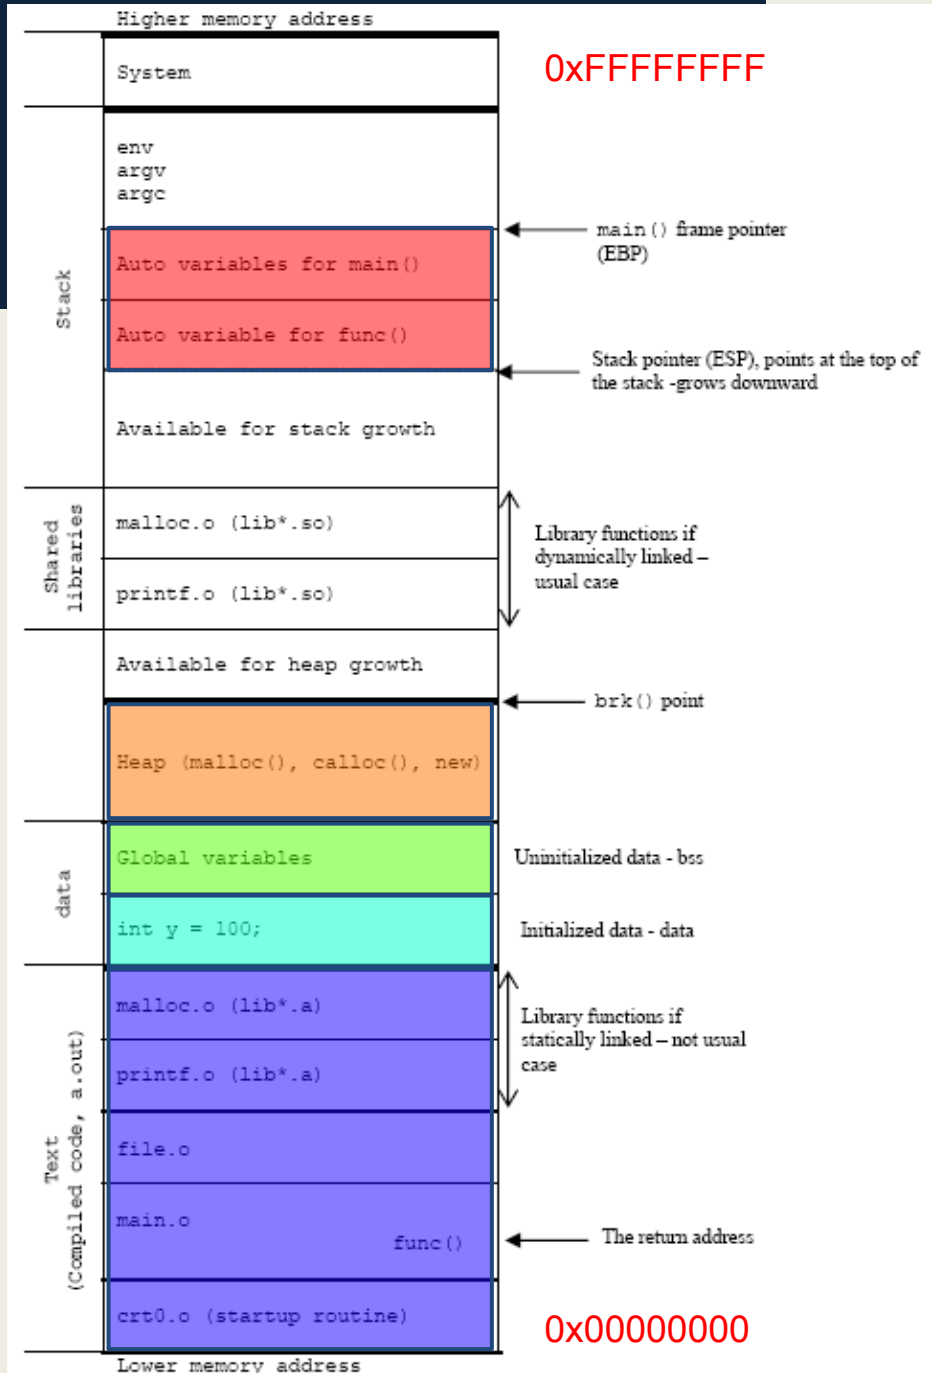 Higher memory address
System
0xFFFFFFFF
env
argv
argc
main() frame pointer
(EBP)
Stack
Auto variables for main()
Auto variable for func()
Stack pointer (ESP), points at the top of
the stack -grows downward
Available for stack growth
Shared
libraries
malloc.o (lib*.so)
printf.o (lib*.so)
Library functions if
dynamically linked –
usual case
Available for heap growth
brk() point
Heap (malloc(), calloc(), new)
data
Global variables
Uninitialized data - bss
int y = 100;
Initialized data - data
Text
(Compiled code, a.out)
malloc.o (lib*.a)
printf.o (lib*.a)
Library functions if
statically linked – not usual
case
file.o
main.o
func()
The return address
crt0.o (startup routine)
0x00000000
Lower memory address